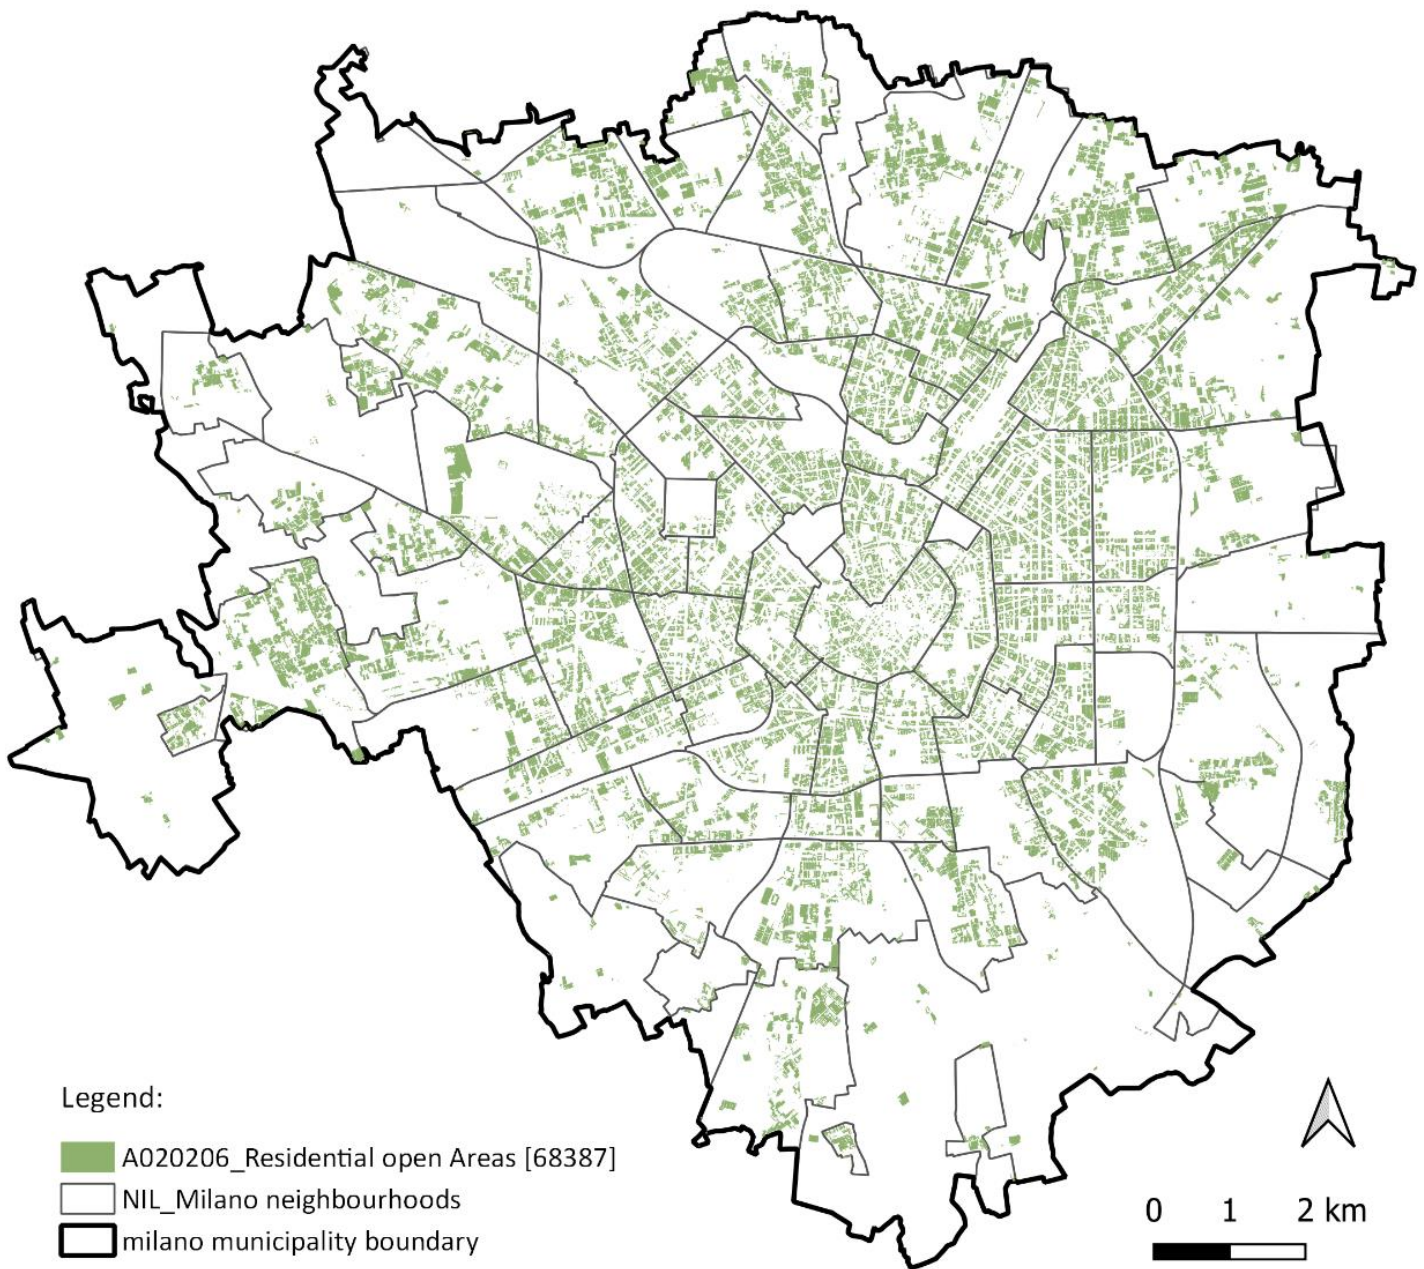 Legend:
A020206_Residential open Areas [68387]
NIL_Milano neighbourhoods
milano municipality boundary
0 1 2 km